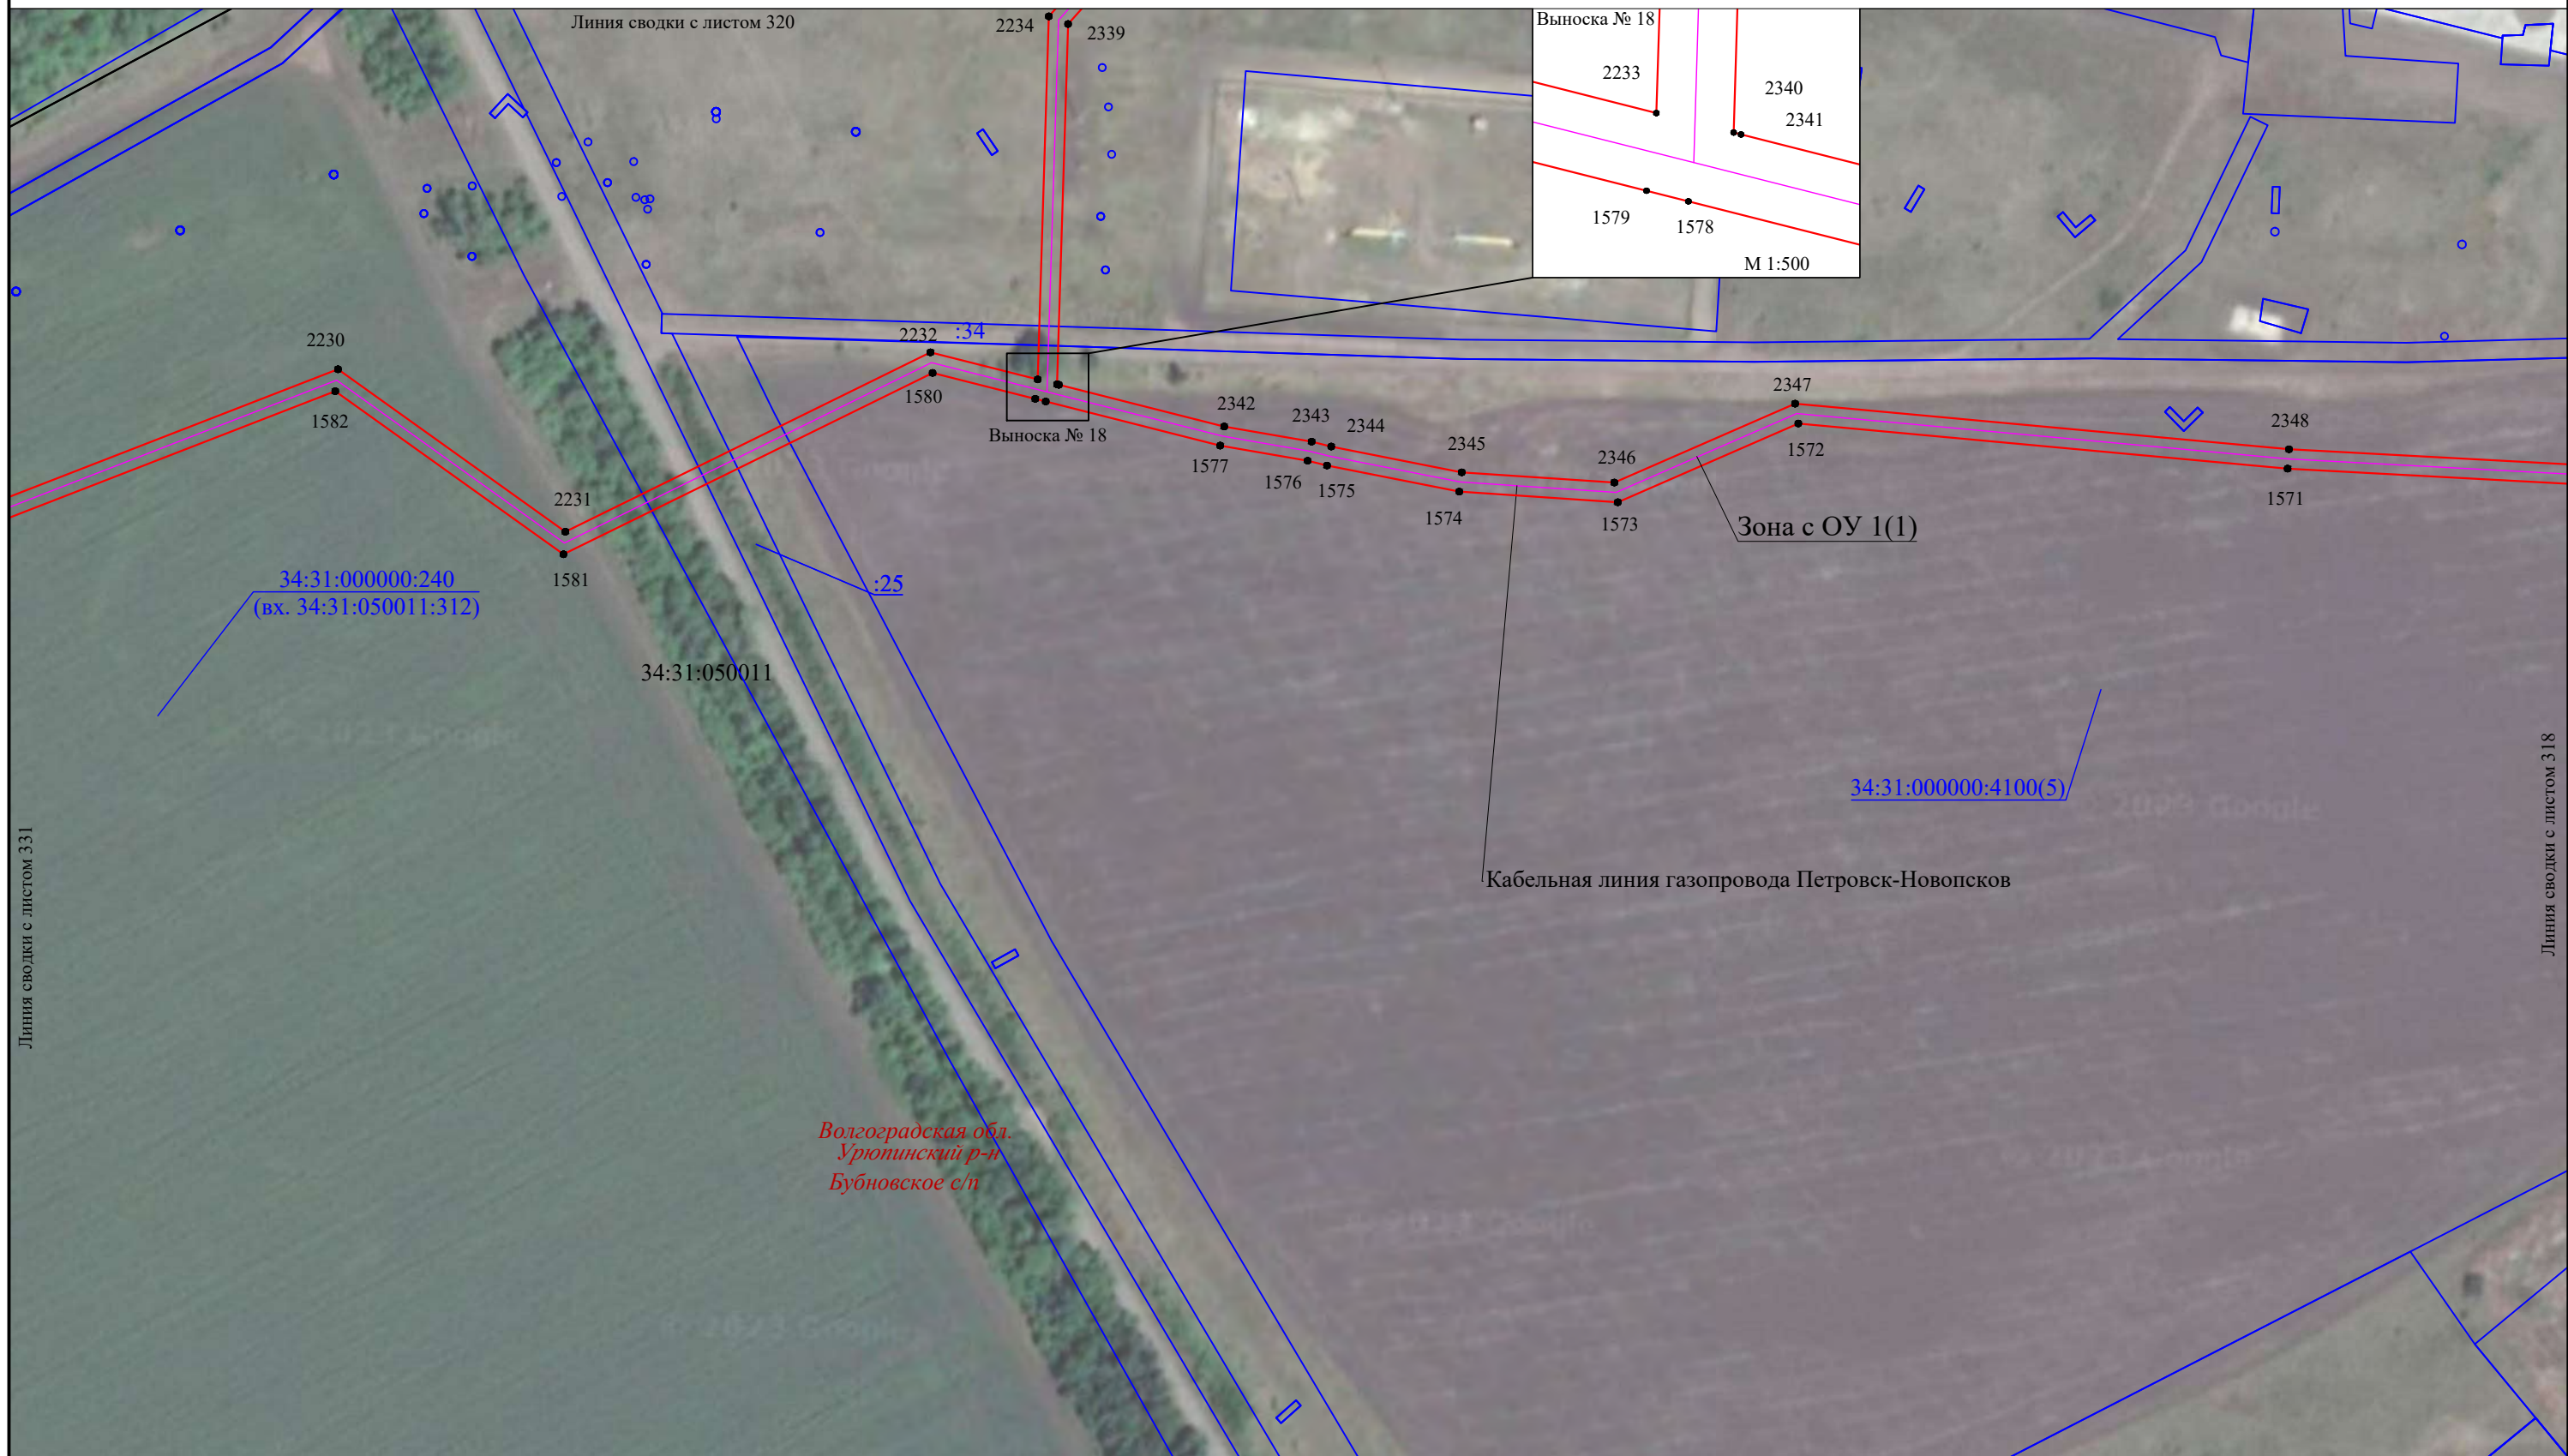 Линия сводки с листом 320
2234
2339
Выноска № 18
2233
2340
2341
1579
1578
М 1:500
2230
2232
:34
1582
1580
Выноска № 18
2342
2343
2344
2345
2346
2347
2348
1577
1576
1575
1574
1573
1572
1571
2231
1581
Зона с ОУ 1(1)
34:31:000000:240
(вх. 34:31:050011:312)
:25
34:31:050011
34:31:000000:4100(5)
Кабельная линия газопровода Петровск-Новопсков
Линия сводки с листом 331
Линия сводки с листом 318
Волгоградская обл.
Урюпинский р-н
Бубновское с/п
© 2023 Google